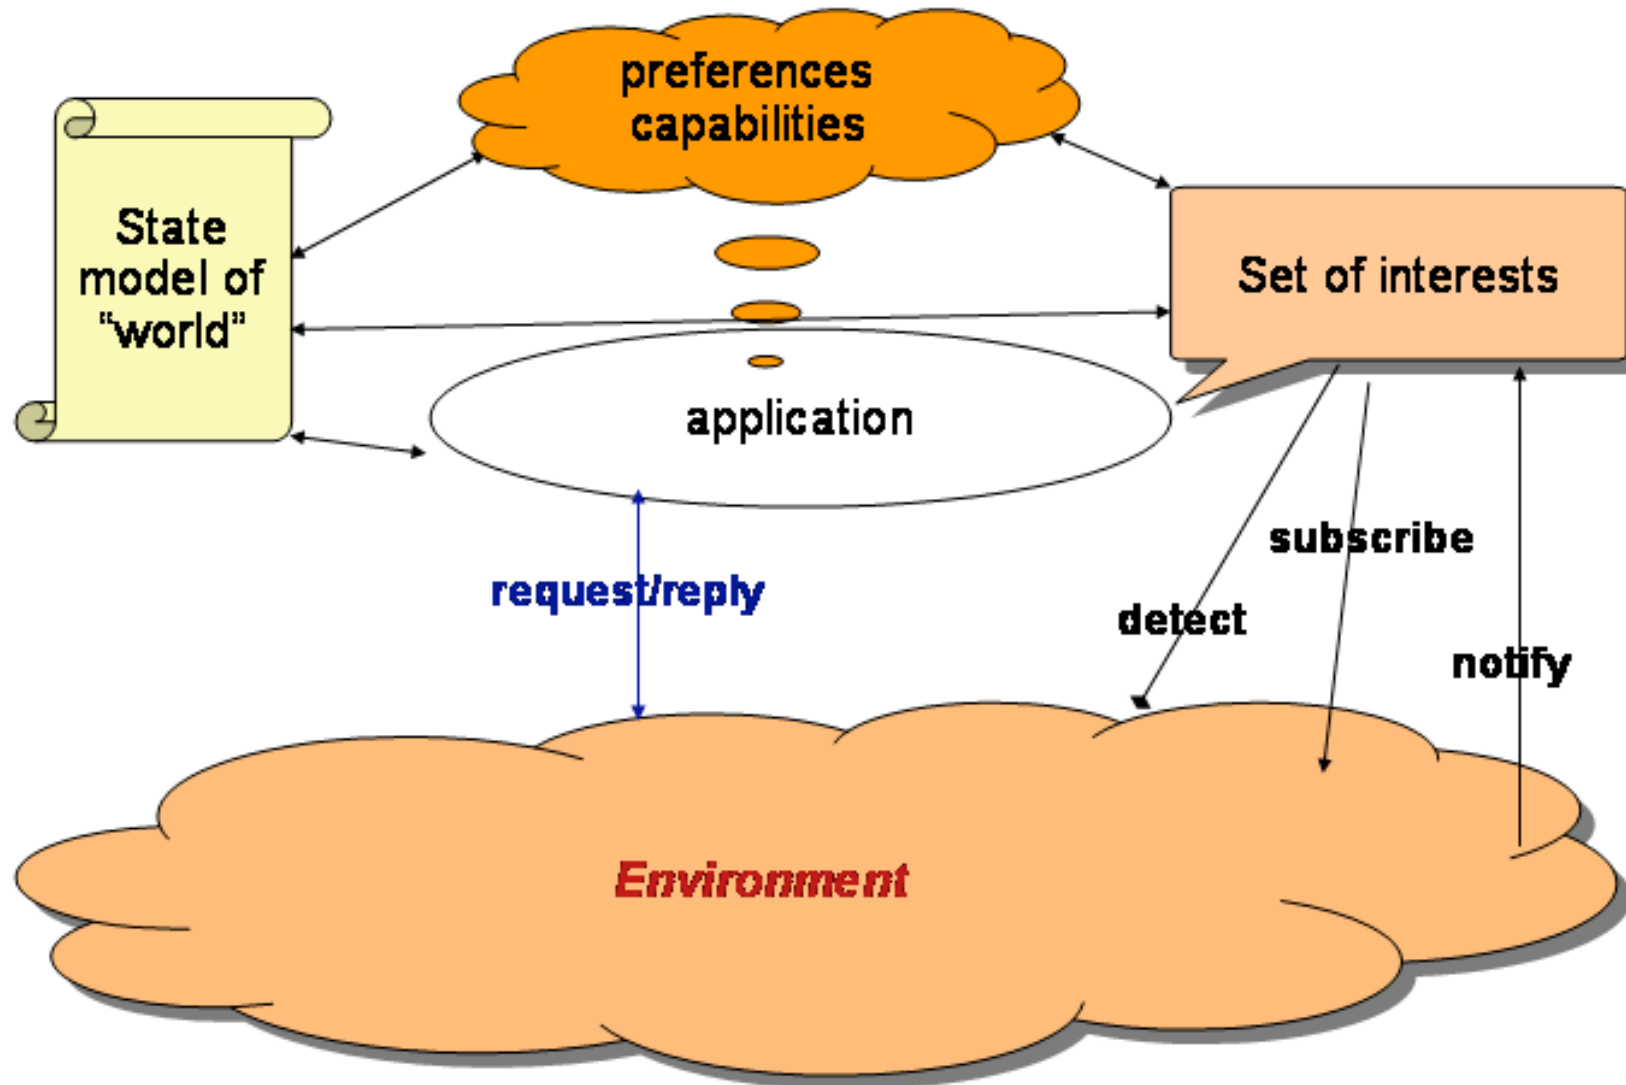 preferences
capabilities
State
model of
“world”
Set of interests
application
request/reply
subscribe
detect
notify
Environment